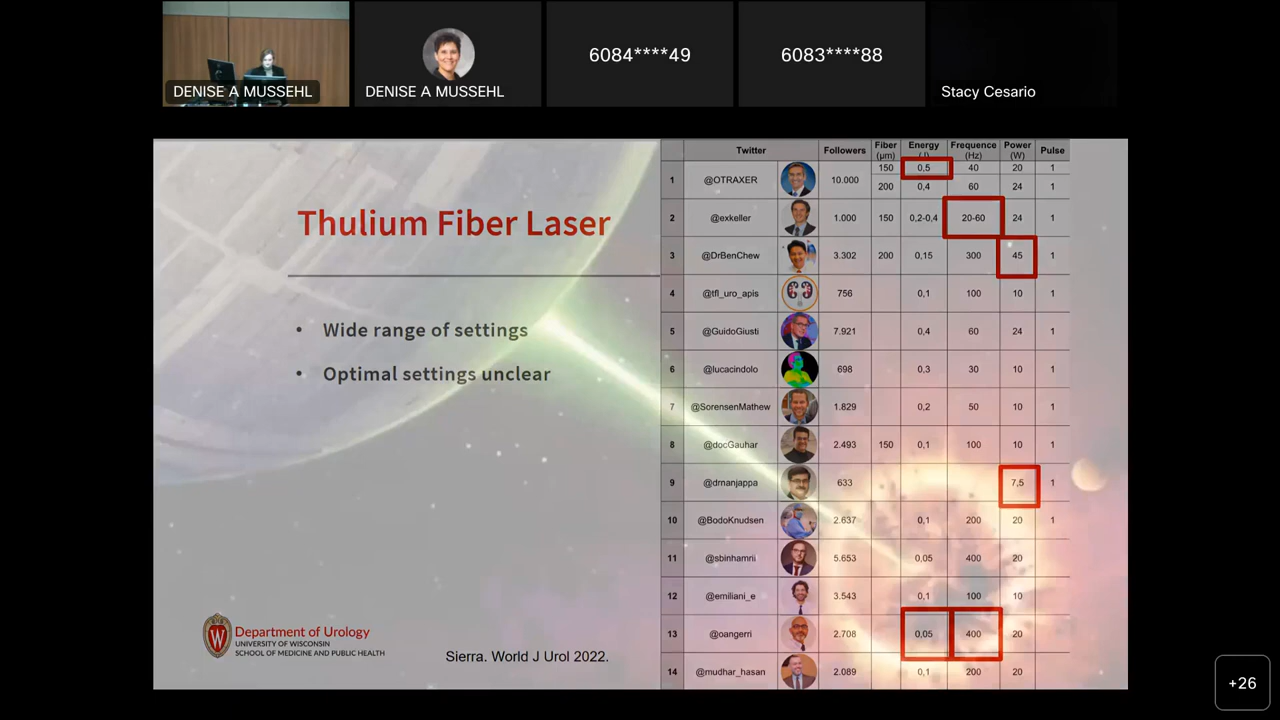 DENISE A MUSSEHL
DENISE A MUSSEHL
6084****49
6083****88
Stacy Cesario
Thulium Fiber Laser
• Wide range of settings
• Optimal settings unclear
Department of Urology
UNIVERSITY OF WISCONSIN
SCHOOL OF MEDICINE AND PUBLIC HEALTH
Sierra. World J Urol 2022.
Twitter Followers Fiber (µm) Energy Frequence (Hz) Power (W) Pulse
1 @OTRAXER 10.000 150 0,5 40 20 1
200 0,4 60 24 1
2 @exkeller 1.000 150 0,2-0,4 20-60 24 1
3 @DrBenChew 3.302 200 0,15 300 45 1
4 @tfl_uro_apis 756 0,1 100 10 1
5 @GuidoGiusti 7.921 0,4 60 24 1
6 @lucacindolo 698 0,3 30 10 1
7 @SorensenMathew 1.829 0,2 50 10 1
8 @docGauhar 2.493 150 0,1 100 10 1
9 @drnanjappa 633 7,5 1
10 @BodoKnudsen 2.637 0,1 200 20 1
11 @sbinhamrii 5.653 0,05 400 20
12 @emiliani_e 3.543 0,1 100 10
13 @oangerri 2.708 0,05 400 20
14 @mudhar_hasan 2.089 0,1 200 20
+26